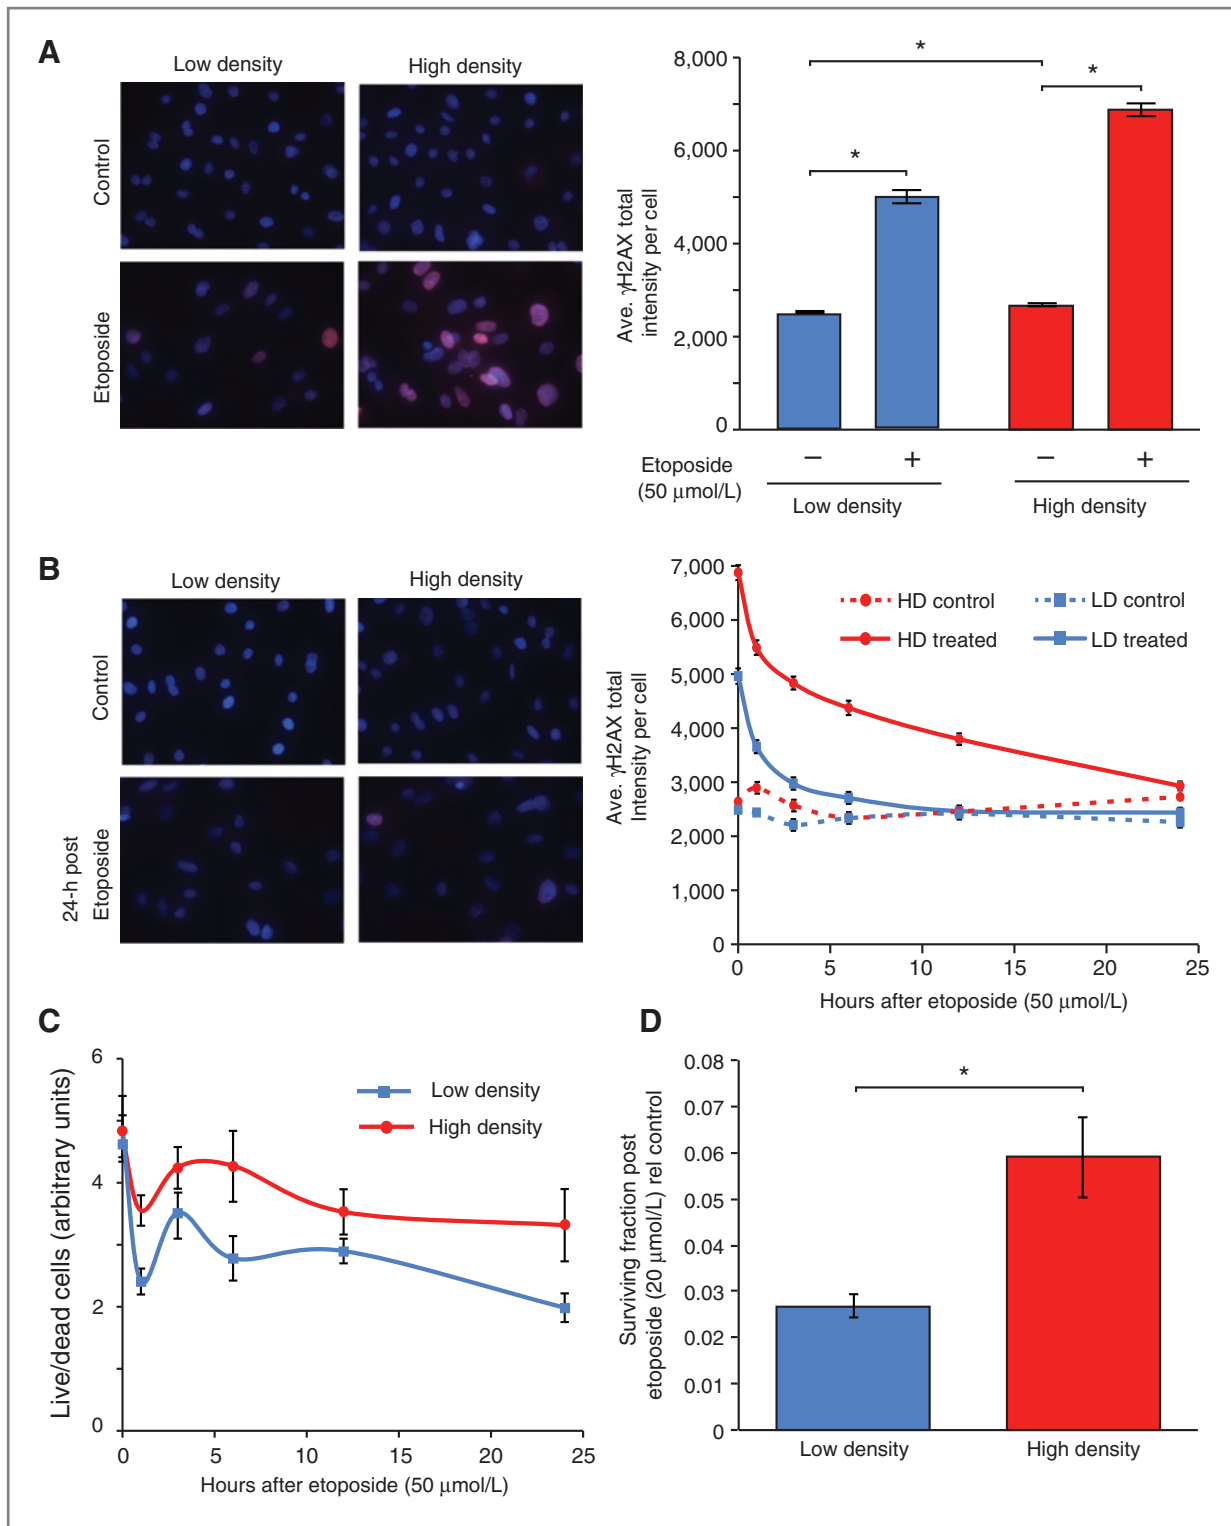 A
Low density
High density
Control
Etoposide
Ave. γH2AX total
intensity per cell
8,000
6,000
4,000
2,000
0
*
*
*
Etoposide
(50 μmol/L)
–
+
–
+
Low density
High density
B
Low density
High density
Control
24-h post
Etoposide
Ave. γH2AX total
Intensity per cell
7,000
6,000
5,000
4,000
3,000
2,000
1,000
0
HD control
LD control
HD treated
LD treated
0 5 10 15 20 25
Hours after etoposide (50 μmol/L)
C
Live/dead cells (arbitrary units)
6
4
2
0
Low density
High density
0 5 10 15 20 25
Hours after etoposide (50 μmol/L)
D
Surviving fraction post
etoposide (20 μmol/L) rel control
0.08
0.07
0.06
0.05
0.04
0.03
0.02
0.01
0
*
Low density
High density